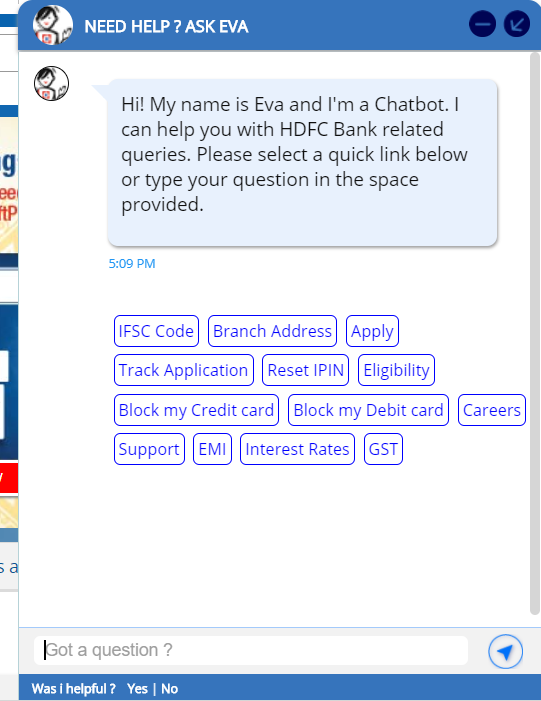 NEED HELP ? ASK EVA
Hi! My name is Eva and I'm a Chatbot. I
can help you with HDFC Bank related
queries. Please select a quick link below
or type your question in the space
provided.
5:09 PM
IFSC Code Branch Address Apply
Track Application Reset IPIN Eligibility
Block my Credit card Block my Debit card Careers
Support EMI Interest Rates GST
Got a question ?
Was i helpful ? Yes | No